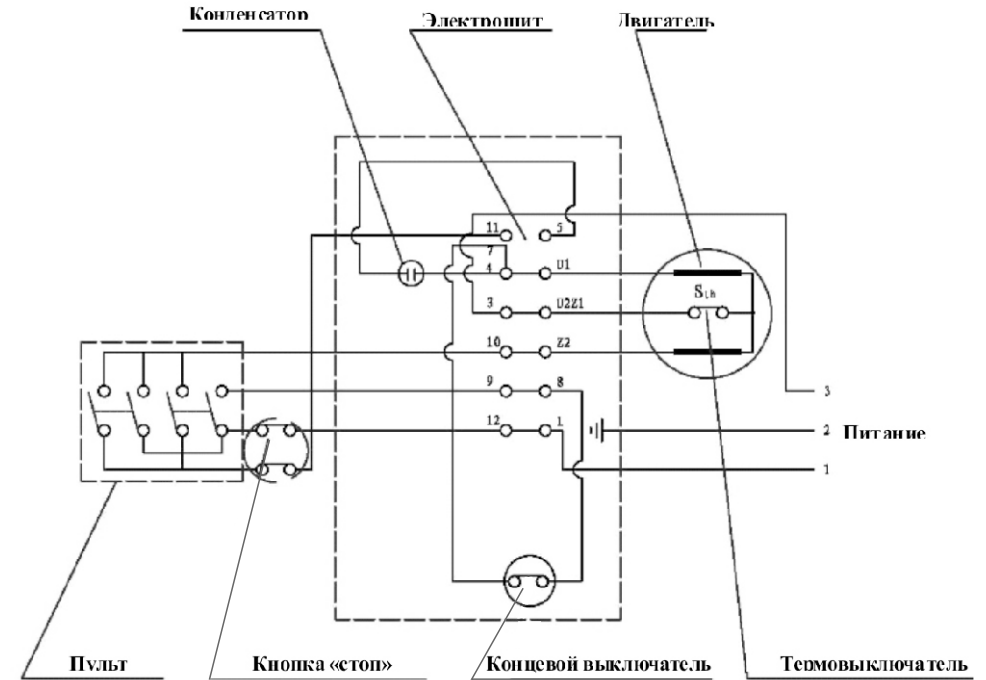 Конденсатор
Электрощит
Двигатель
11 5
7
4 U1
3 U2Z1
10 Z2
9 8
12 1
S
3
2 Питание
1
Пульт
Кнопка «стоп»
Концевой выключатель
Термовыключатель